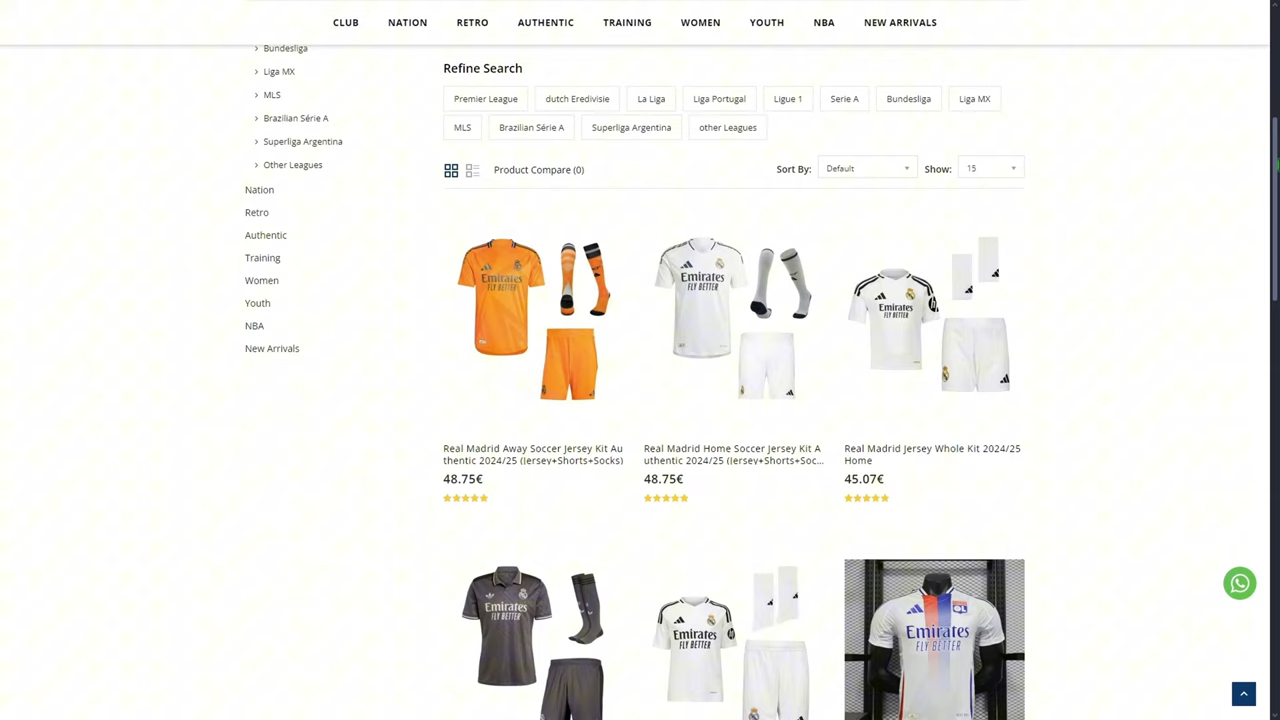 CLUB NATION RETRO AUTHENTIC TRAINING WOMEN YOUTH NBA NEW ARRIVALS
Bundesliga
Liga MX
MLS
Brazilian Série A
Superliga Argentina
Other Leagues
Nation
Retro
Authentic
Training
Women
Youth
NBA
New Arrivals
Refine Search
Premier League dutch Eredivisie La Liga Liga Portugal Ligue 1 Serie A Bundesliga Liga MX
MLS Brazilian Série A Superliga Argentina other Leagues
Product Compare (0) Sort By: Default Show: 15
Emirates
FLY BETTER
Emirates
FLY BETTER
Emirates
FLY BETTER
Real Madrid Away Soccer Jersey Kit Au
thentic 2024/25 (Jersey+Shorts+Socks)
48.75€
Real Madrid Home Soccer Jersey Kit A
uthentic 2024/25 (Jersey+Shorts+Soc...
48.75€
Real Madrid Jersey Whole Kit 2024/25
Home
45.07€
Emirates
FLY BETTER
Emirates
FLY BETTER
OL
Emirates
FLY BETTER